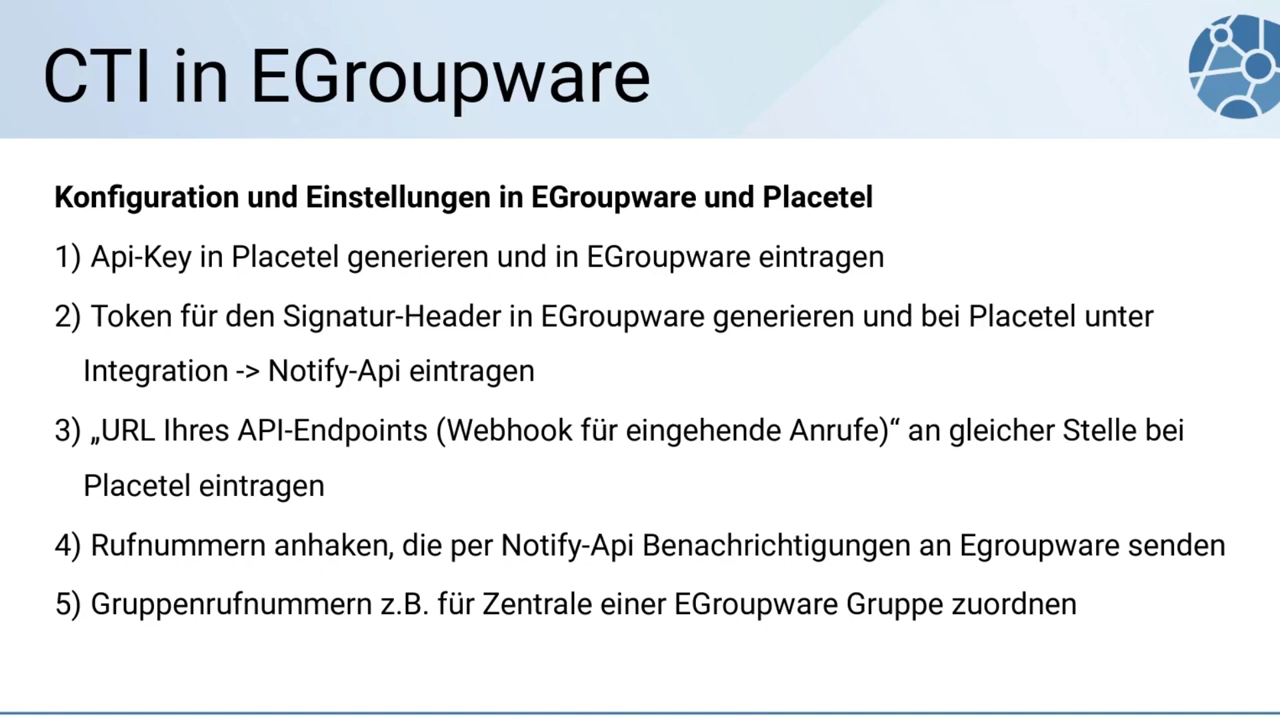 CTI in EGroupware
Konfiguration und Einstellungen in EGroupware und Placetel
1) Api-Key in Placetel generieren und in EGroupware eintragen
2) Token für den Signatur-Header in EGroupware generieren und bei Placetel unter
Integration -> Notify-Api eintragen
3) „URL Ihres API-Endpoints (Webhook für eingehende Anrufe)“ an gleicher Stelle bei
Placetel eintragen
4) Rufnummern anhaken, die per Notify-Api Benachrichtigungen an Egroupware senden
5) Gruppenrufnummern z.B. für Zentrale einer EGroupware Gruppe zuordnen